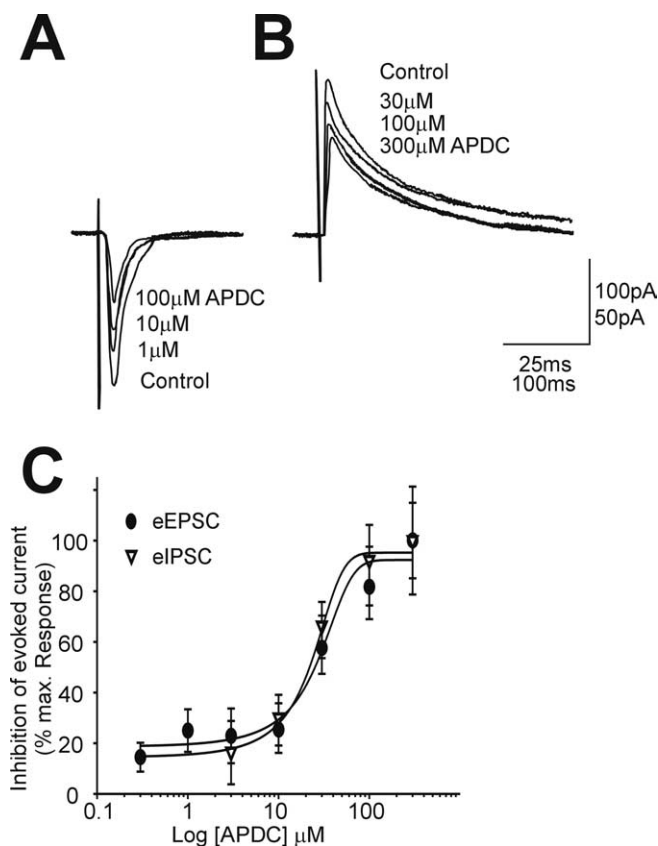 A
B
Control
30µM
100µM
300µM APDC
100µM APDC
10µM
1µM
Control
100pA
50pA
25ms
100ms
C
eEPSC
eIPSC
Inhibition of evoked current
(% max. Response)
100
80
60
40
20
0
0.1
1
10
100
Log [APDC] µM